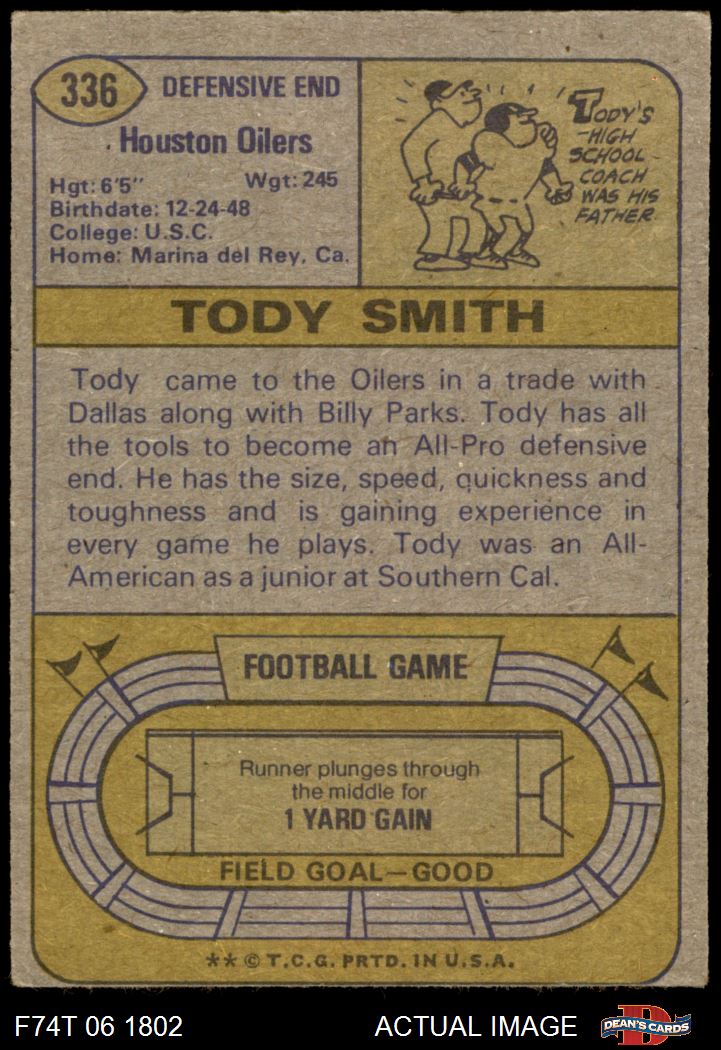 336
DEFENSIVE END
Houston Oilers
Hgt: 6'5"
Wgt: 245
Birthdate: 12-24-48
College: U.S.C.
Home: Marina del Rey, Ca.
TODY'S
HIGH
SCHOOL
COACH
WAS HIS
FATHER
TODY SMITH
Tody came to the Oilers in a trade with
Dallas along with Billy Parks. Tody has all
the tools to become an All-Pro defensive
end. He has the size, speed, quickness and
toughness and is gaining experience in
every game he plays. Tody was an All-
American as a junior at Southern Cal.
FOOTBALL GAME
Runner plunges through
the middle for
1 YARD GAIN
FIELD GOAL—GOOD
** © T.C.G. PRTD. IN U.S.A.
F74T 06 1802
ACTUAL IMAGE
DEAN'S CARDS